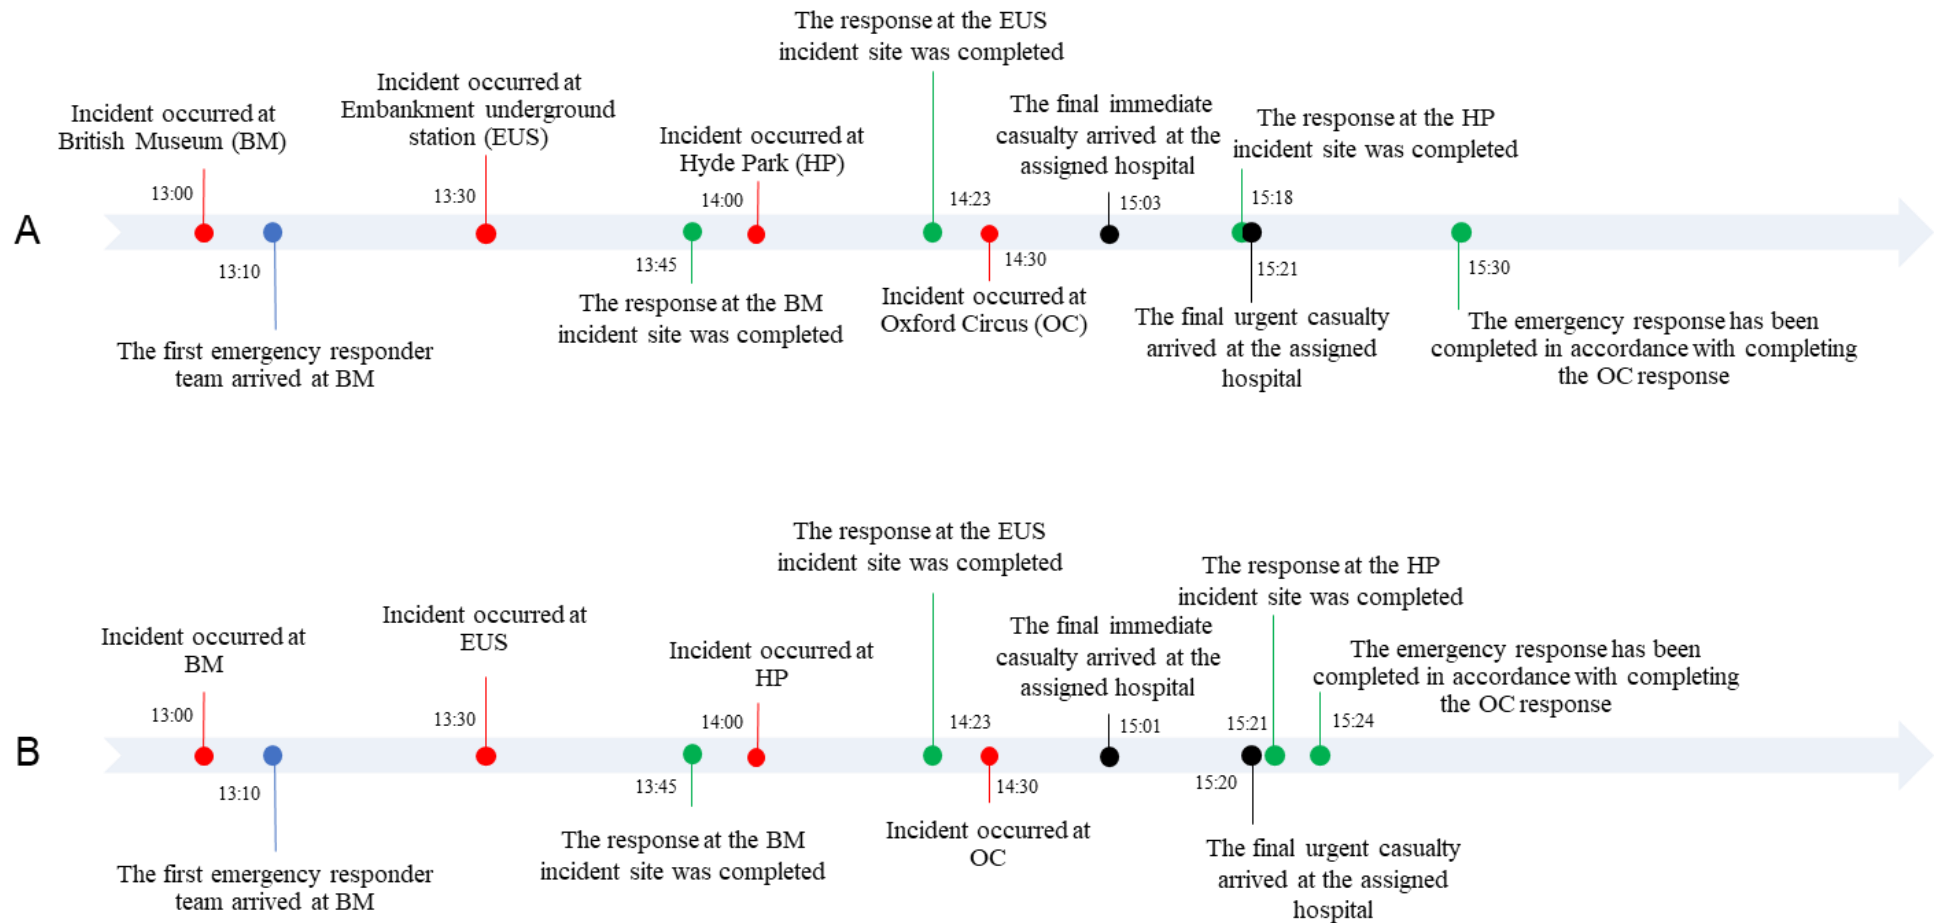 The response at the EUS
incident site was completed
Incident occurred at
Embankment underground
station (EUS)
The final immediate
casualty arrived at the
assigned hospital
Incident occurred at
British Museum (BM)
The response at the HP
incident site was completed
Incident occurred at
Hyde Park (HP)
13:00
13:30
14:00
14:23
15:03
15:18
A
13:10
13:45
14:30
15:21
15:30
The first emergency responder
team arrived at BM
The response at the BM
incident site was completed
Incident occurred at
Oxford Circus (OC)
The final urgent casualty
arrived at the assigned
hospital
The emergency response has been
completed in accordance with completing
the OC response
The response at the EUS
incident site was completed
The response at the HP
incident site was completed
Incident occurred at
EUS
The final immediate
casualty arrived at the
assigned hospital
Incident occurred at
BM
Incident occurred at
HP
The emergency response has been
completed in accordance with completing
the OC response
13:00
13:30
14:00
14:23
15:01
15:21
15:24
B
13:10
13:45
14:30
15:20
The first emergency responder
team arrived at BM
The response at the BM
incident site was completed
Incident occurred at
OC
The final urgent casualty
arrived at the assigned
hospital